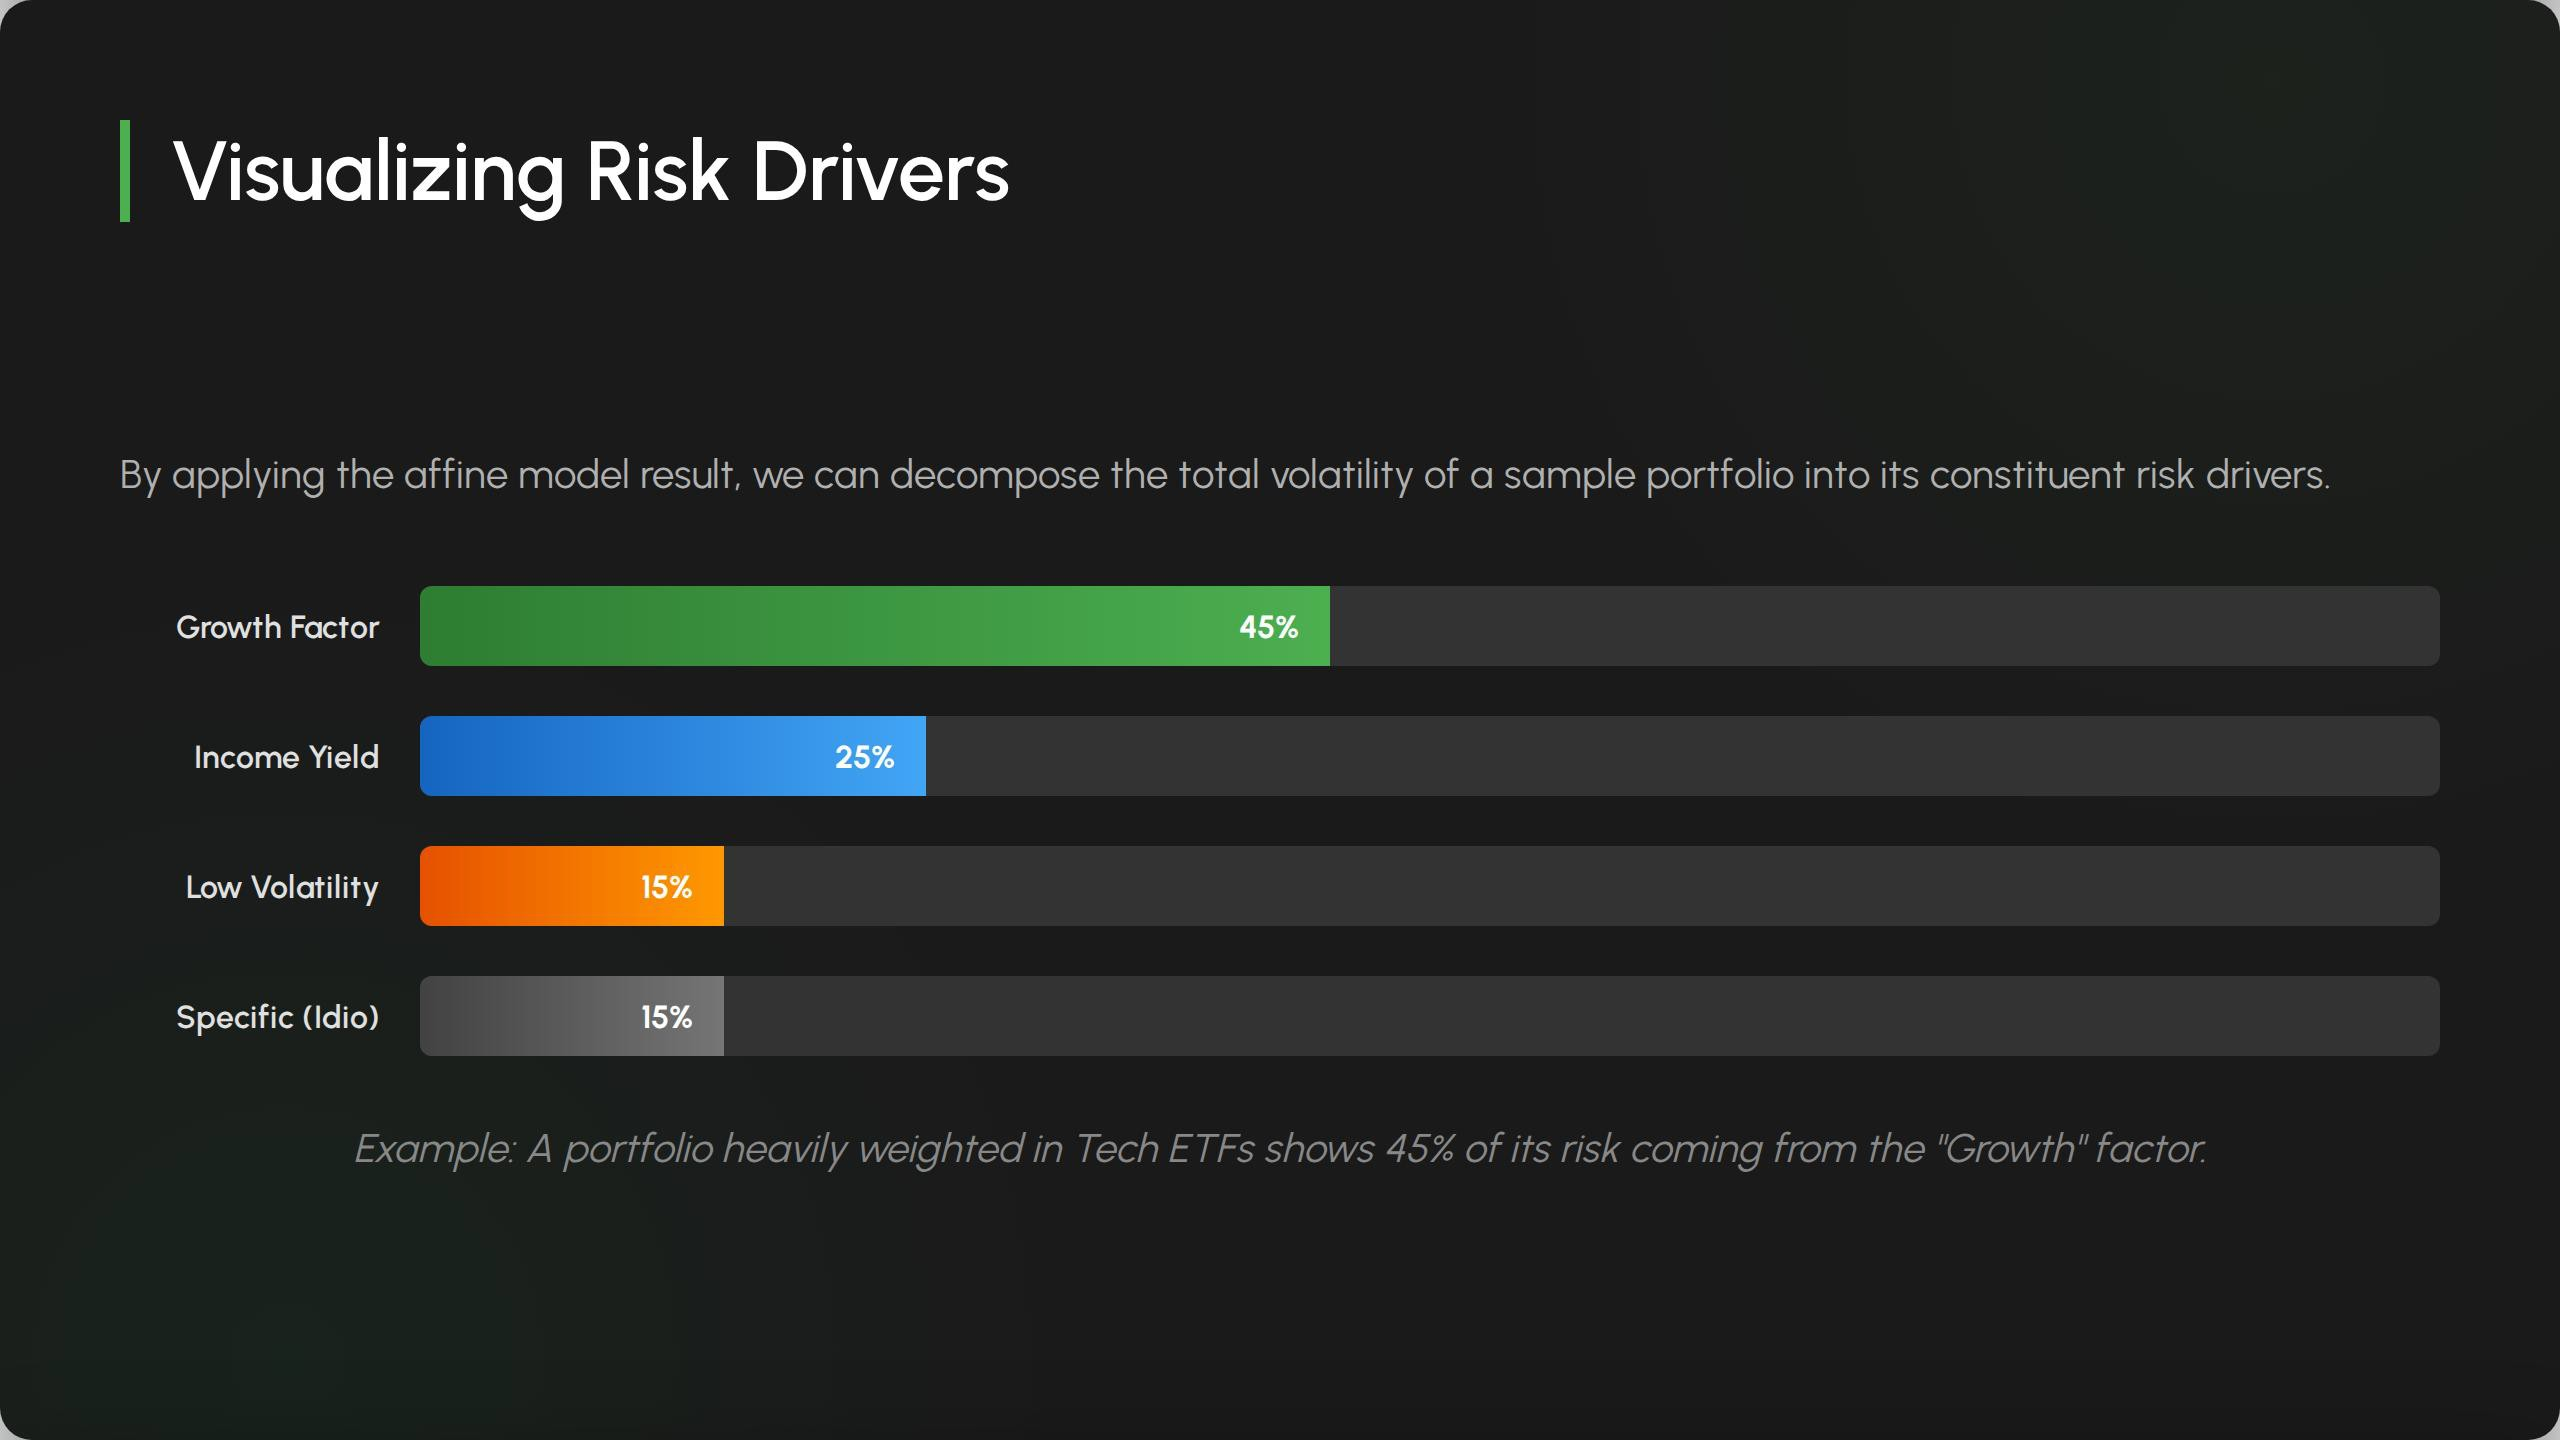 Visualizing Risk Drivers
By applying the affine model result, we can decompose the total volatility of a sample portfolio into its constituent risk drivers.
Growth Factor 45%
Income Yield 25%
Low Volatility 15%
Specific (Idio) 15%
Example: A portfolio heavily weighted in Tech ETFs shows 45% of its risk coming from the "Growth" factor.